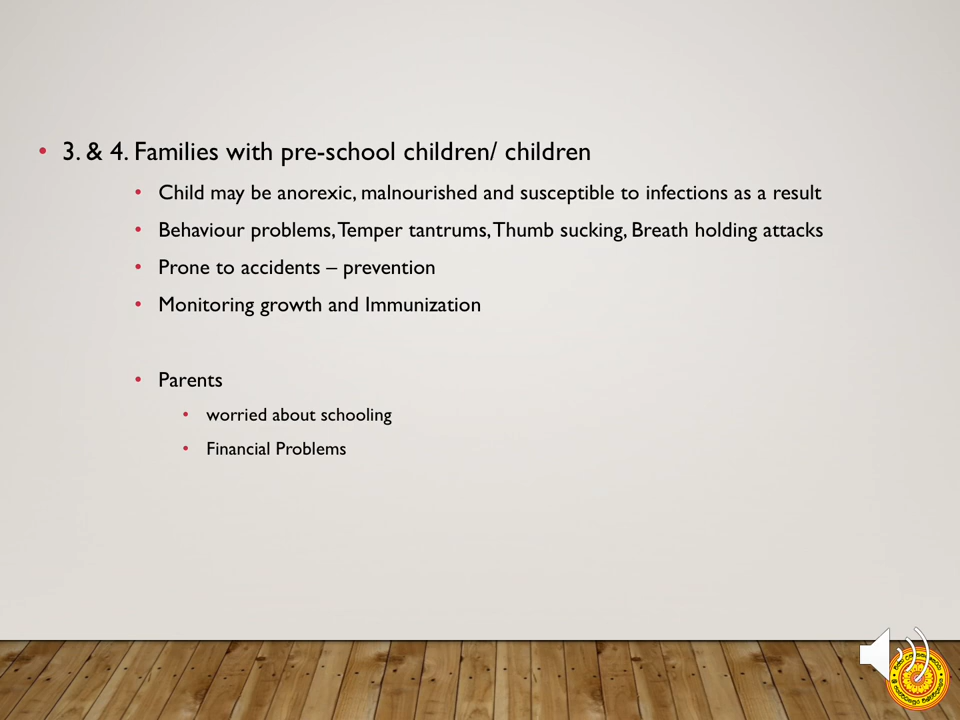 3. & 4. Families with pre-school children/ children
Child may be anorexic, malnourished and susceptible to infections as a result
Behaviour problems, Temper tantrums, Thumb sucking, Breath holding attacks
Prone to accidents – prevention
Monitoring growth and Immunization
Parents
worried about schooling
Financial Problems